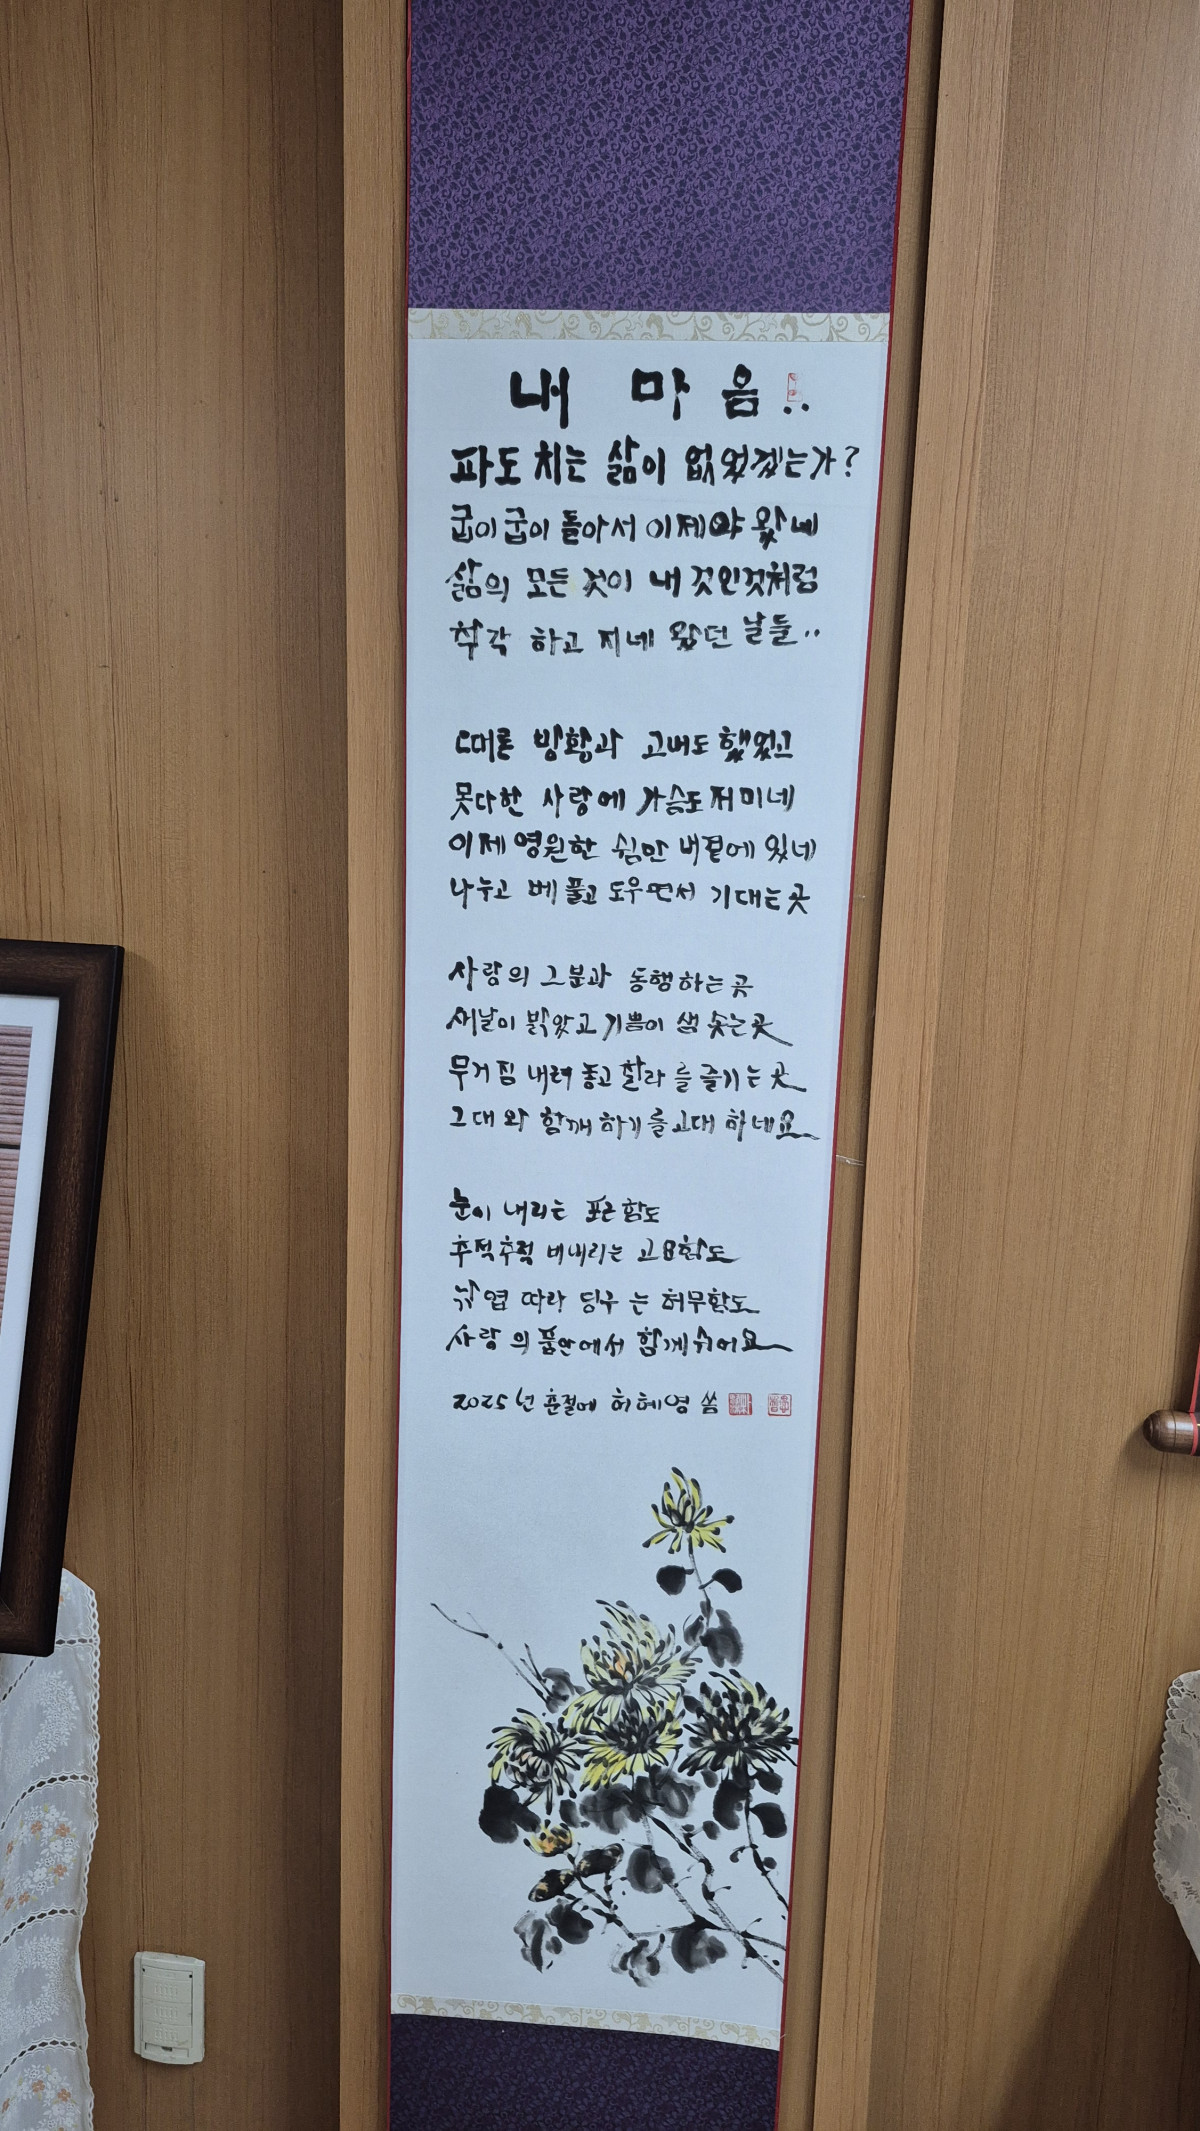 내 마음..
파도 치는 삶이 없었겠는가?
굽이굽이 돌아서 이제야 왔네
삶의 모든 것이 내 것인것처럼
착각 하고 지네 왔던 날들..
때론 방황과 고뇌도 했었고
못다한 사랑에 가슴도 저미네
이제 영원한 쉼만 버겉에 있네
나누고 베풀고 도우면서 기대는곳
사랑의 그분과 동행하는 곳
새날이 밝았고 기쁨이 샘 솟는곳
무거짐 내려 놓고 찰라 를 즐기는 곳
그대 와 함깨 하기를 고대 하네요
눈이 내리는 포근함도
추적추적 비내리는 고요함도
낙엽 따라 딩구 는 허무함도
사랑 의 품안에서 함께 쉬어요
2025년 춘절에 허혜영 씀